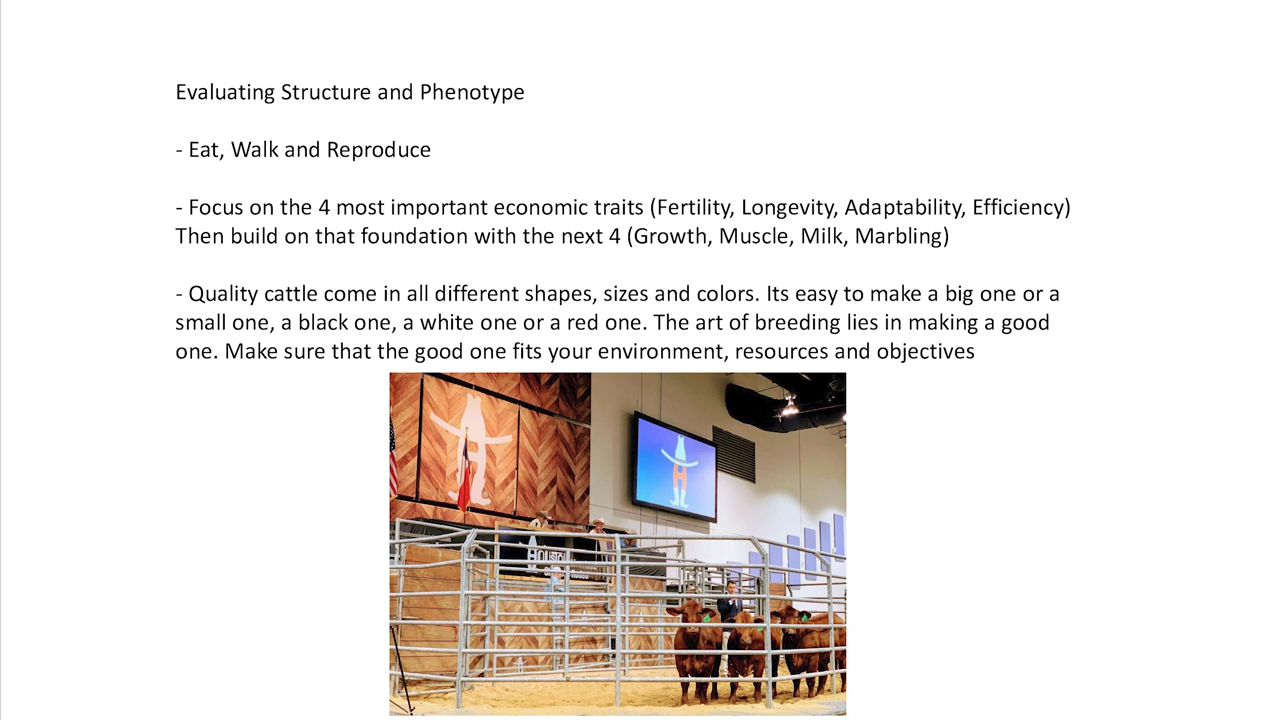 Evaluating Structure and Phenotype
- Eat, Walk and Reproduce
- Focus on the 4 most important economic traits (Fertility, Longevity, Adaptability, Efficiency)
Then build on that foundation with the next 4 (Growth, Muscle, Milk, Marbling)
- Quality cattle come in all different shapes, sizes and colors. Its easy to make a big one or a
small one, a black one, a white one or a red one. The art of breeding lies in making a good
one. Make sure that the good one fits your environment, resources and objectives